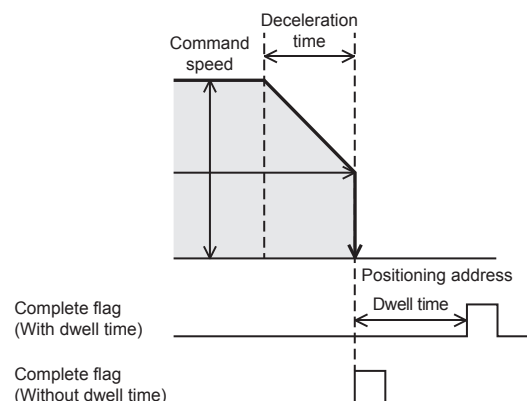 Deceleration
time
Command
speed
Positioning address
Dwell time
Complete flag
(With dwell time)
Complete flag
(Without dwell time)